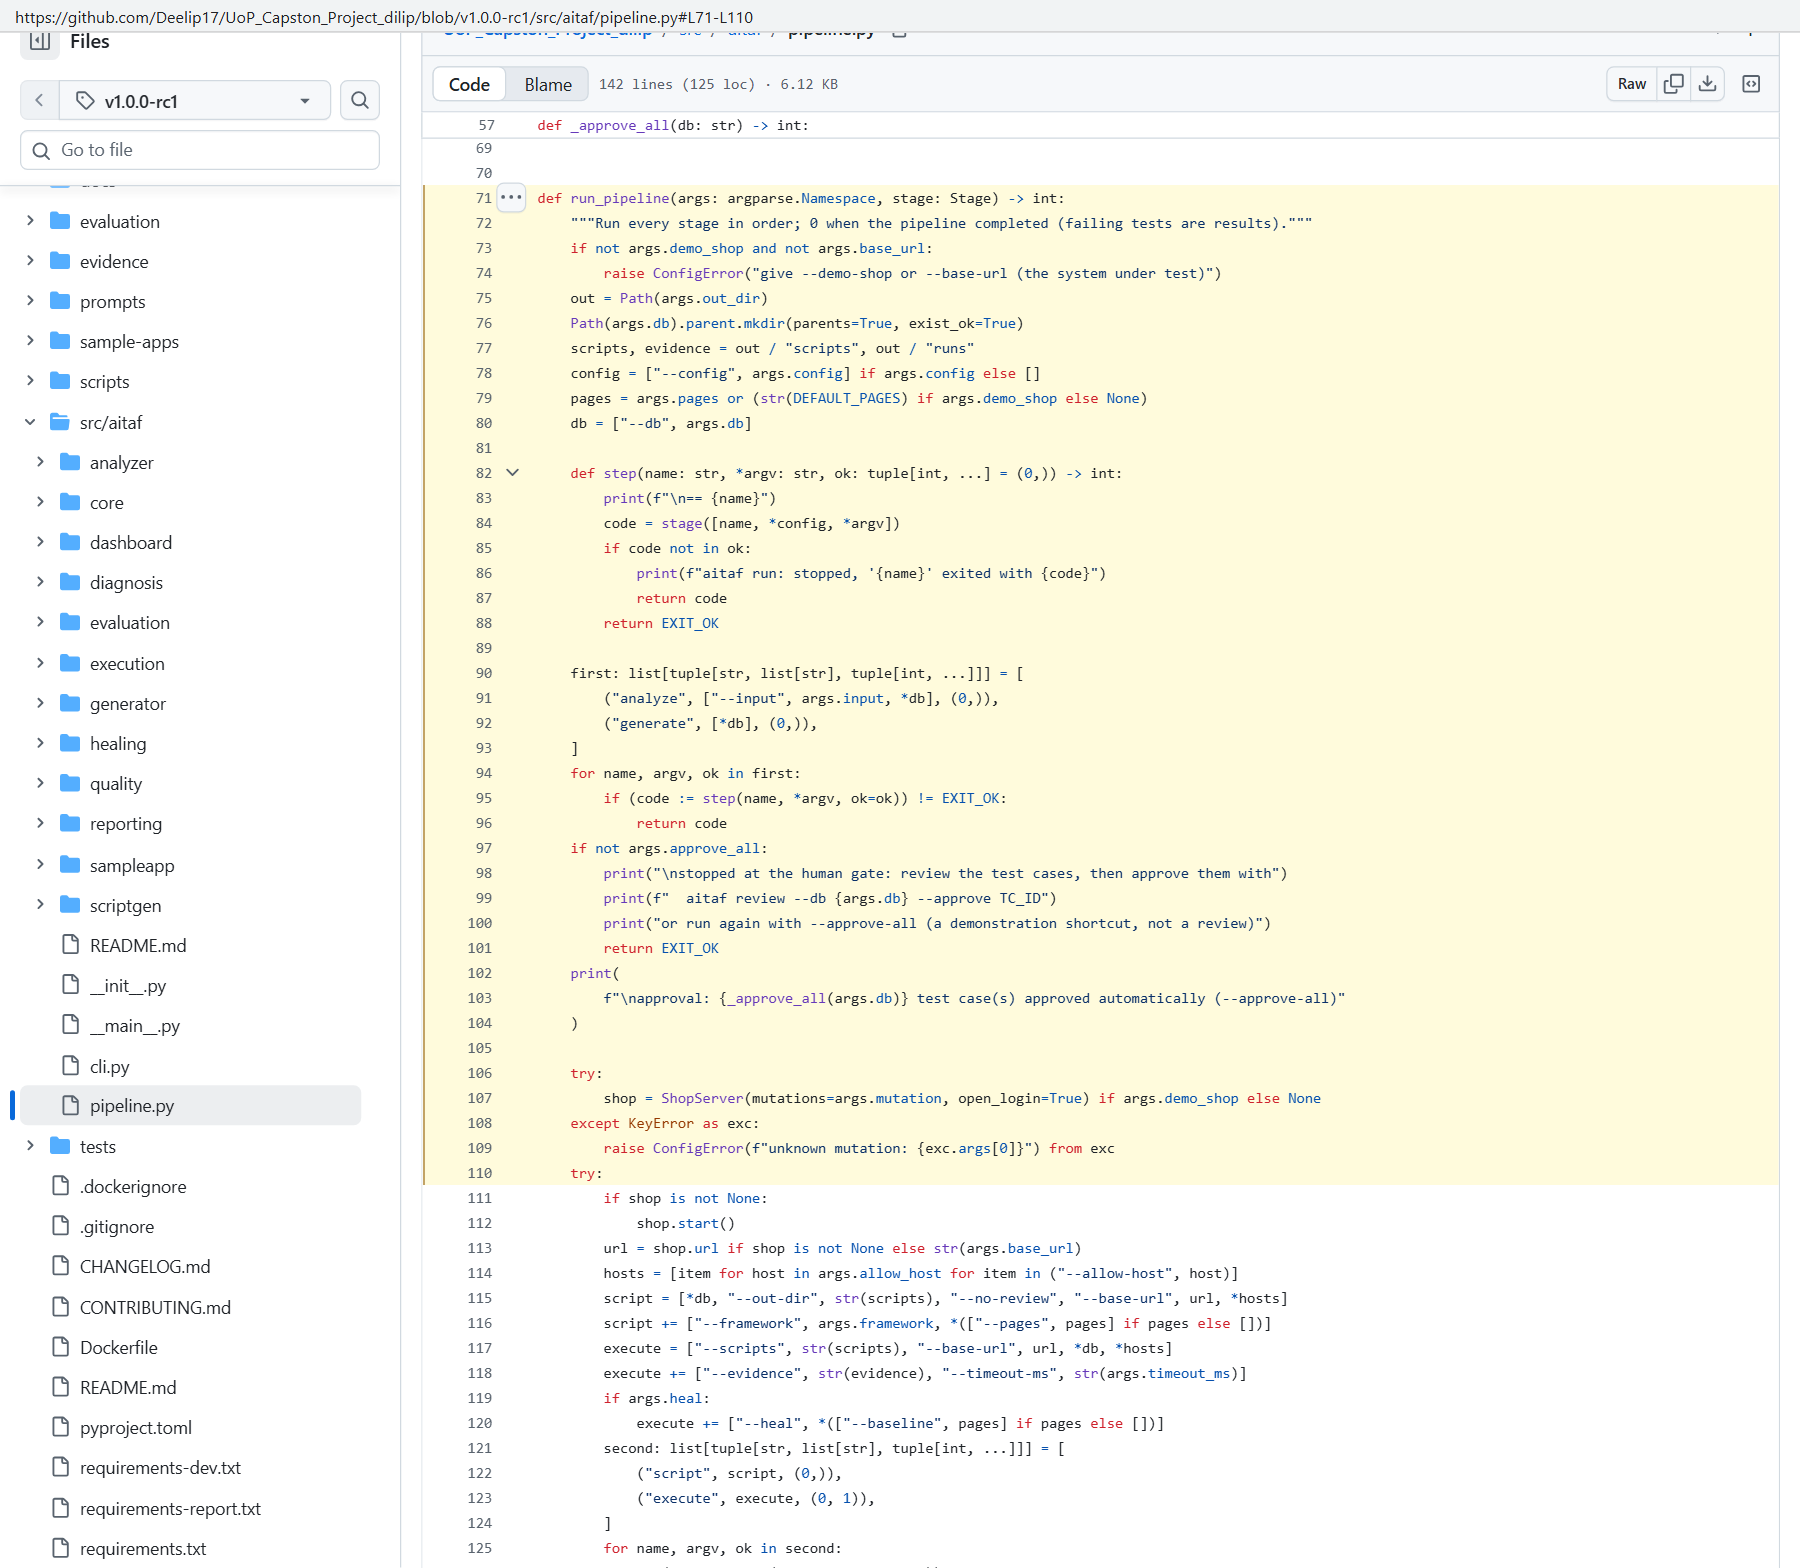 https://github.com/Deelip17/UoP_Capston_Project_dilip/blob/v1.0.0-rc1/src/aitaf/pipeline.py#L71-L110
Files
UoP_Capston_Project_dilip / src / aitaf / pipeline.py
v1.0.0-rc1
Go to file
docs
evaluation
evidence
prompts
sample-apps
scripts
src/aitaf
analyzer
core
dashboard
diagnosis
evaluation
execution
generator
healing
quality
reporting
sampleapp
scriptgen
README.md
__init__.py
__main__.py
cli.py
pipeline.py
tests
.dockerignore
.gitignore
CHANGELOG.md
CONTRIBUTING.md
Dockerfile
README.md
pyproject.toml
requirements-dev.txt
requirements-report.txt
requirements.txt
Code Blame 142 lines (125 loc) · 6.12 KB Raw
57 def _approve_all(db: str) -> int:
69
70
71 def run_pipeline(args: argparse.Namespace, stage: Stage) -> int:
72 """Run every stage in order; 0 when the pipeline completed (failing tests are results)."""
73 if not args.demo_shop and not args.base_url:
74 raise ConfigError("give --demo-shop or --base-url (the system under test)")
75 out = Path(args.out_dir)
76 Path(args.db).parent.mkdir(parents=True, exist_ok=True)
77 scripts, evidence = out / "scripts", out / "runs"
78 config = ["--config", args.config] if args.config else []
79 pages = args.pages or (str(DEFAULT_PAGES) if args.demo_shop else None)
80 db = ["--db", args.db]
81
82 def step(name: str, *argv: str, ok: tuple[int, ...] = (0,)) -> int:
83 print(f"\n== {name}")
84 code = stage([name, *config, *argv])
85 if code not in ok:
86 print(f"aitaf run: stopped, '{name}' exited with {code}")
87 return code
88 return EXIT_OK
89
90 first: list[tuple[str, list[str], tuple[int, ...]]] = [
91 ("analyze", ["--input", args.input, *db], (0,)),
92 ("generate", [*db], (0,)),
93 ]
94 for name, argv, ok in first:
95 if (code := step(name, *argv, ok=ok)) != EXIT_OK:
96 return code
97 if not args.approve_all:
98 print("\nstopped at the human gate: review the test cases, then approve them with")
99 print(f"  aitaf review --db {args.db} --approve TC_ID")
100 print("or run again with --approve-all (a demonstration shortcut, not a review)")
101 return EXIT_OK
102 print(
103 f"\napproval: {_approve_all(args.db)} test case(s) approved automatically (--approve-all)"
104 )
105
106 try:
107 shop = ShopServer(mutations=args.mutation, open_login=True) if args.demo_shop else None
108 except KeyError as exc:
109 raise ConfigError(f"unknown mutation: {exc.args[0]}") from exc
110 try:
111 if shop is not None:
112 shop.start()
113 url = shop.url if shop is not None else str(args.base_url)
114 hosts = [item for host in args.allow_host for item in ("--allow-host", host)]
115 script = [*db, "--out-dir", str(scripts), "--no-review", "--base-url", url, *hosts]
116 script += ["--framework", args.framework, *(["--pages", pages] if pages else [])]
117 execute = ["--scripts", str(scripts), "--base-url", url, *db, *hosts]
118 execute += ["--evidence", str(evidence), "--timeout-ms", str(args.timeout_ms)]
119 if args.heal:
120 execute += ["--heal", *(["--baseline", pages] if pages else [])]
121 second: list[tuple[str, list[str], tuple[int, ...]]] = [
122 ("script", script, (0,)),
123 ("execute", execute, (0, 1)),
124 ]
125 for name, argv, ok in second: